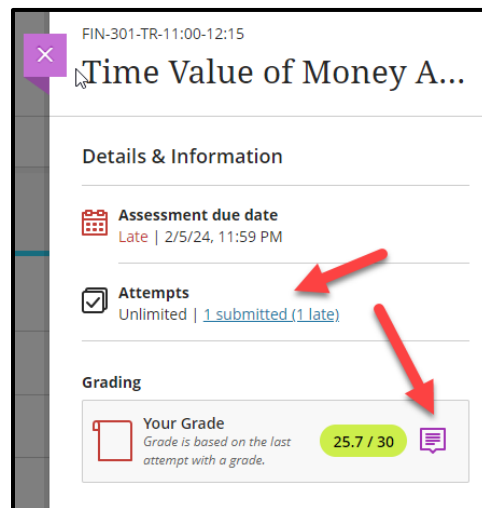 FIN-301-TR-11:00-12:15
Time Value of Money A...
Details & Information
Assessment due date
Late | 2/5/24, 11:59 PM
Attempts
Unlimited | 1 submitted (1 late)
Grading
Your Grade
Grade is based on the last
attempt with a grade.
25.7 / 30